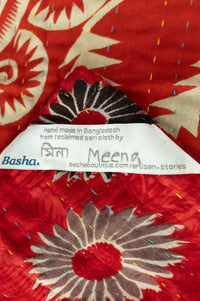 Hand made in Bangladesh
from reclaimed sari cloth by
মিনা Meena
Basha.
bashaboutique.com/artisan-stories